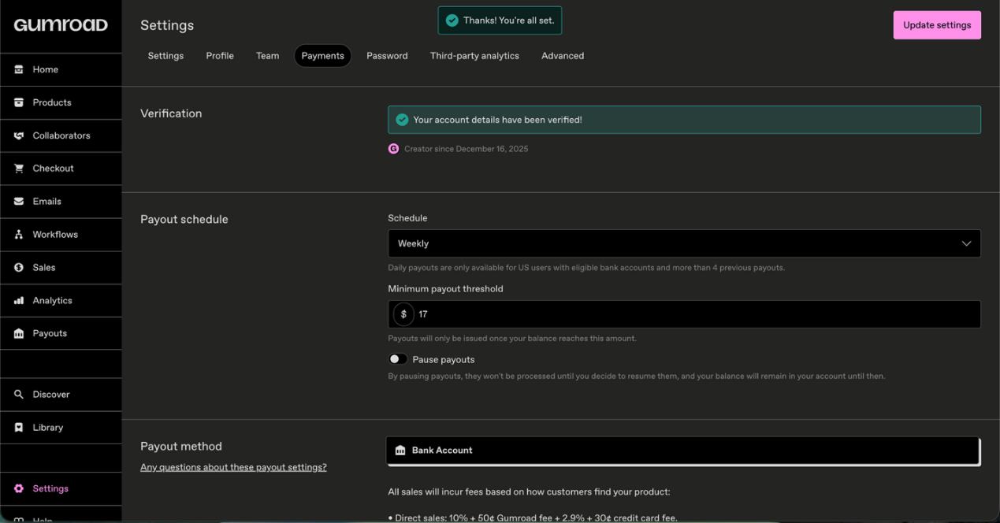 GUMROAD
Home
Products
Collaborators
Checkout
Emails
Workflows
Sales
Analytics
Payouts
Discover
Library
Settings
Help
Settings
Thanks! You're all set.
Update settings
Settings Profile Team Payments Password Third-party analytics Advanced
Verification
Your account details have been verified!
G Creator since December 16, 2025
Payout schedule
Schedule
Weekly
Daily payouts are only available for US users with eligible bank accounts and more than 4 previous payouts.
Minimum payout threshold
$ 17
Payouts will only be issued once your balance reaches this amount.
Pause payouts
By pausing payouts, they won't be processed until you decide to resume them, and your balance will remain in your account until then.
Payout method
Any questions about these payout settings?
Bank Account
All sales will incur fees based on how customers find your product:
• Direct sales: 10% + 50¢ Gumroad fee + 2.9% + 30¢ credit card fee.